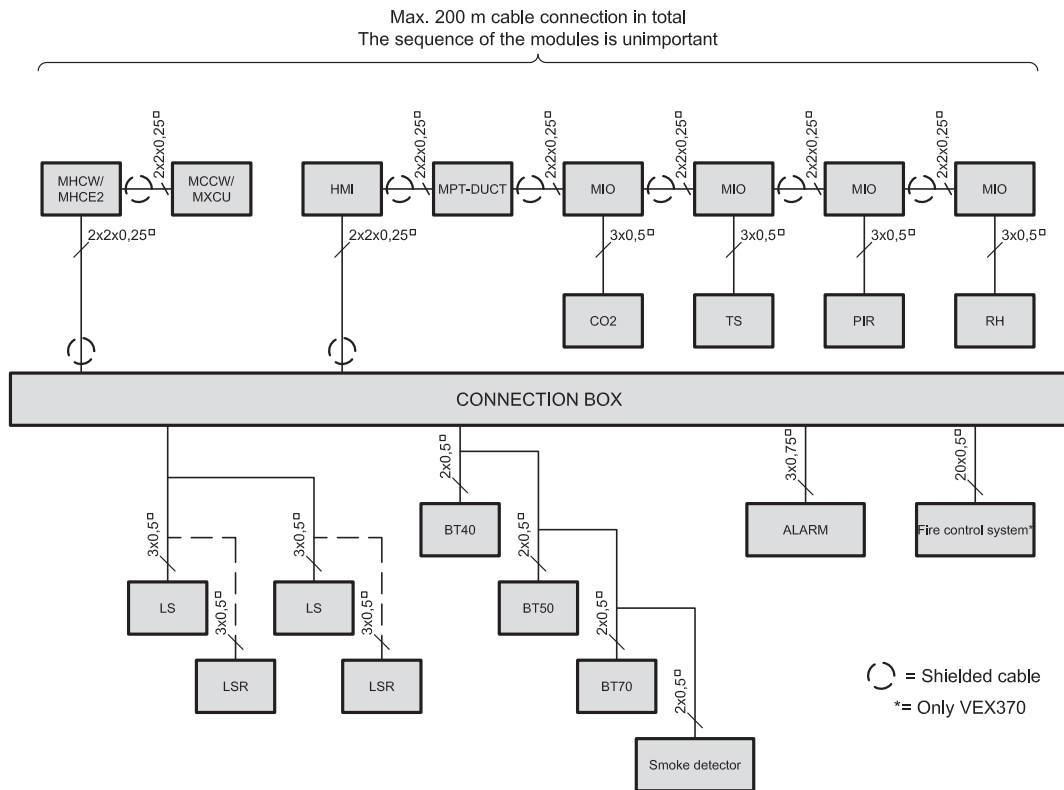 Max. 200 m cable connection in total
The sequence of the modules is unimportant
2x2x0,25□
2x2x0,25□
2x2x0,25□
2x2x0,25□
2x2x0,25□
2x2x0,25□
MHCW/
MHCE2
MCCW/
MXCU
HMI
MPT-DUCT
MIO
MIO
MIO
MIO
2x2x0,25□
2x2x0,25□
3x0,5□
3x0,5□
3x0,5□
3x0,5□
CO2
TS
PIR
RH
CONNECTION BOX
2x0,5□
3x0,75□
20x0,5□
BT40
ALARM
Fire control system*
3x0,5□
3x0,5□
2x0,5□
LS
LS
BT50
3x0,5□
3x0,5□
2x0,5□
LSR
LSR
BT70
2x0,5□
Smoke detector
= Shielded cable
*= Only VEX370